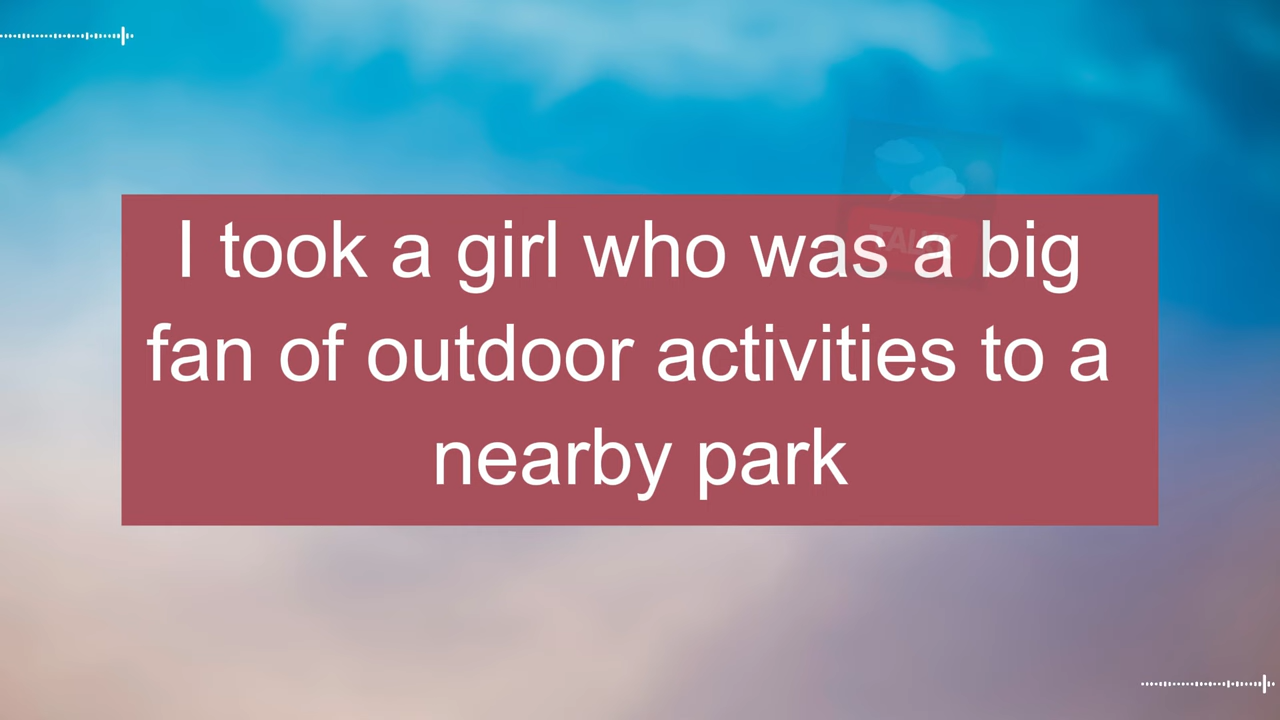 I took a girl who was a big
fan of outdoor activities to a
nearby park